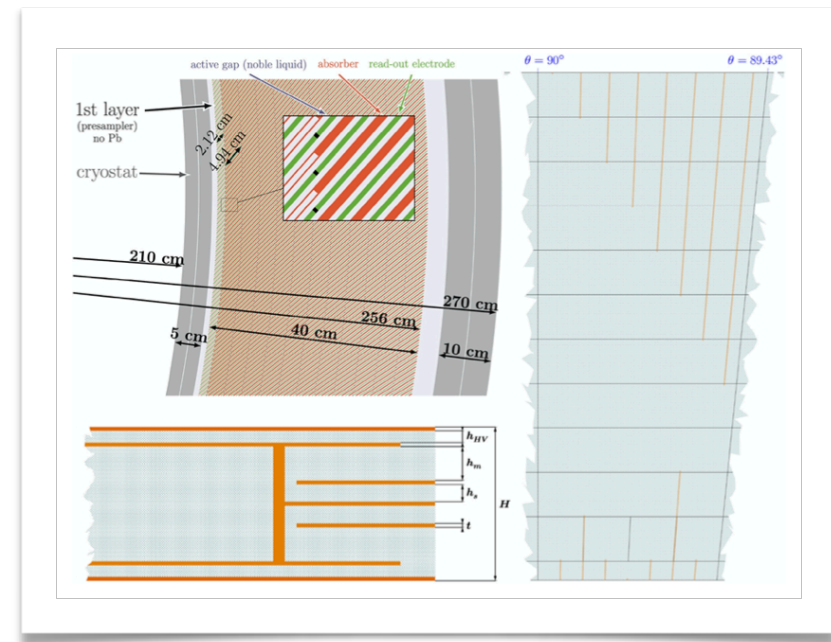 active gap (noble liquid) absorber read-out electrode
1st layer
(presampler)
no Pb
2.12 cm
4.94 cm
cryostat
210 cm
270 cm
256 cm
40 cm
5 cm
10 cm
θ = 90°
θ = 89.43°
h_HV
h_m
h_s
H
t